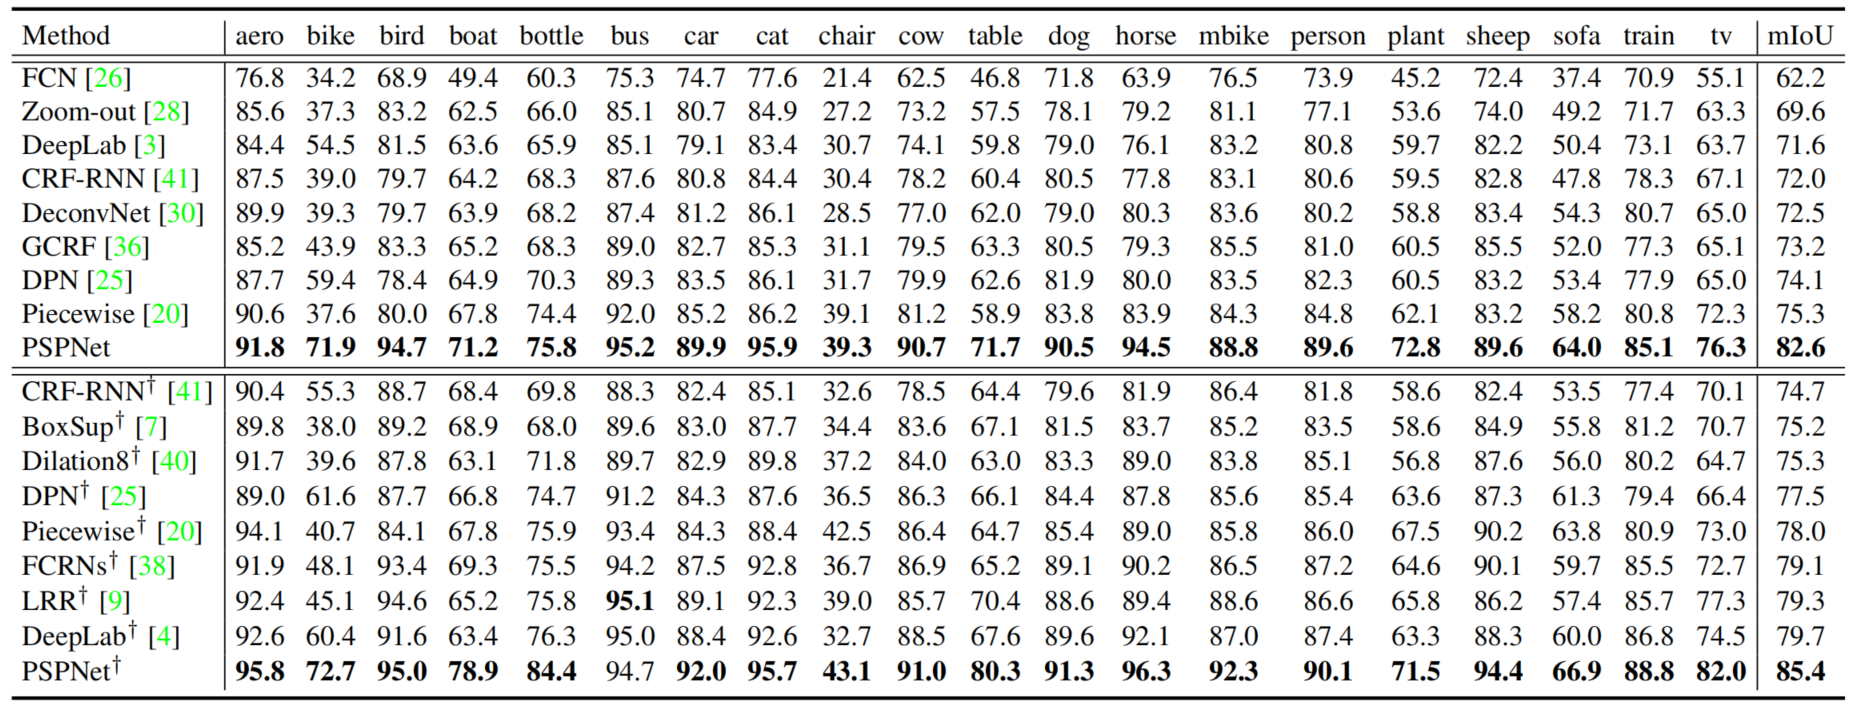 Method aero bike bird boat bottle bus car cat chair cow table dog horse mbike person plant sheep sofa train tv mIoU
FCN [26] 76.8 34.2 68.9 49.4 60.3 75.3 74.7 77.6 21.4 62.5 46.8 71.8 63.9 76.5 73.9 45.2 72.4 37.4 70.9 55.1 62.2
Zoom-out [28] 85.6 37.3 83.2 62.5 66.0 85.1 80.7 84.9 27.2 73.2 57.5 78.1 79.2 81.1 77.1 53.6 74.0 49.2 71.7 63.3 69.6
DeepLab [3] 84.4 54.5 81.5 63.6 65.9 85.1 79.1 83.4 30.7 74.1 59.8 79.0 76.1 83.2 80.8 59.7 82.2 50.4 73.1 63.7 71.6
CRF-RNN [41] 87.5 39.0 79.7 64.2 68.3 87.6 80.8 84.4 30.4 78.2 60.4 80.5 77.8 83.1 80.6 59.5 82.8 47.8 78.3 67.1 72.0
DeconvNet [30] 89.9 39.3 79.7 63.9 68.2 87.4 81.2 86.1 28.5 77.0 62.0 79.0 80.3 83.6 80.2 58.8 83.4 54.3 80.7 65.0 72.5
GCRF [36] 85.2 43.9 83.3 65.2 68.3 89.0 82.7 85.3 31.1 79.5 63.3 80.5 79.3 85.5 81.0 60.5 85.5 52.0 77.3 65.1 73.2
DPN [25] 87.7 59.4 78.4 64.9 70.3 89.3 83.5 86.1 31.7 79.9 62.6 81.9 80.0 83.5 82.3 60.5 83.2 53.4 77.9 65.0 74.1
Piecewise [20] 90.6 37.6 80.0 67.8 74.4 92.0 85.2 86.2 39.1 81.2 58.9 83.8 83.9 84.3 84.8 62.1 83.2 58.2 80.8 72.3 75.3
PSPNet 91.8 71.9 94.7 71.2 75.8 95.2 89.9 95.9 39.3 90.7 71.7 90.5 94.5 88.8 89.6 72.8 89.6 64.0 85.1 76.3 82.6
CRF-RNN† [41] 90.4 55.3 88.7 68.4 69.8 88.3 82.4 85.1 32.6 78.5 64.4 79.6 81.9 86.4 81.8 58.6 82.4 53.5 77.4 70.1 74.7
BoxSup† [7] 89.8 38.0 89.2 68.9 68.0 89.6 83.0 87.7 34.4 83.6 67.1 81.5 83.7 85.2 83.5 58.6 84.9 55.8 81.2 70.7 75.2
Dilation8† [40] 91.7 39.6 87.8 63.1 71.8 89.7 82.9 89.8 37.2 84.0 63.0 83.3 89.0 83.8 85.1 56.8 87.6 56.0 80.2 64.7 75.3
DPN† [25] 89.0 61.6 87.7 66.8 74.7 91.2 84.3 87.6 36.5 86.3 66.1 84.4 87.8 85.6 85.4 63.6 87.3 61.3 79.4 66.4 77.5
Piecewise† [20] 94.1 40.7 84.1 67.8 75.9 93.4 84.3 88.4 42.5 86.4 64.7 85.4 89.0 85.8 86.0 67.5 90.2 63.8 80.9 73.0 78.0
FCRNs† [38] 91.9 48.1 93.4 69.3 75.5 94.2 87.5 92.8 36.7 86.9 65.2 89.1 90.2 86.5 87.2 64.6 90.1 59.7 85.5 72.7 79.1
LRR† [9] 92.4 45.1 94.6 65.2 75.8 95.1 89.1 92.3 39.0 85.7 70.4 88.6 89.4 88.6 86.6 65.8 86.2 57.4 85.7 77.3 79.3
DeepLab† [4] 92.6 60.4 91.6 63.4 76.3 95.0 88.4 92.6 32.7 88.5 67.6 89.6 92.1 87.0 87.4 63.3 88.3 60.0 86.8 74.5 79.7
PSPNet† 95.8 72.7 95.0 78.9 84.4 94.7 92.0 95.7 43.1 91.0 80.3 91.3 96.3 92.3 90.1 71.5 94.4 66.9 88.8 82.0 85.4